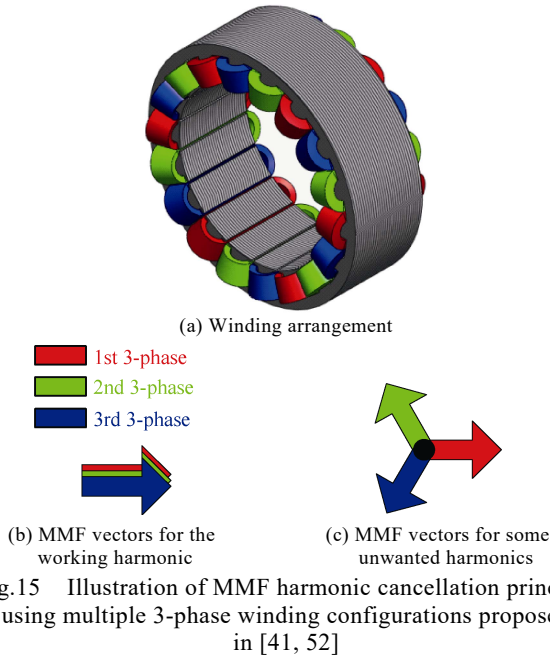 (a) Winding arrangement
1st 3-phase
2nd 3-phase
3rd 3-phase
(b) MMF vectors for the
working harmonic
(c) MMF vectors for some
unwanted harmonics
g.15 Illustration of MMF harmonic cancellation princ
using multiple 3-phase winding configurations propose
in [41, 52]